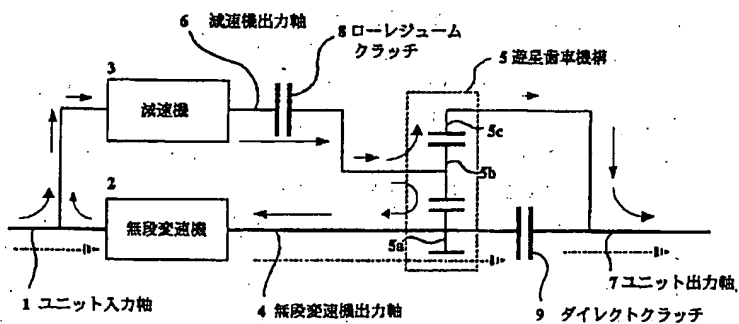 6 減速機出力軸
8 ローレジューム
クラッチ
5 遊星歯車機構
3
減速機
5c
5b
2
無段変速機
5a
1 ユニット入力軸
4 無段変速機出力軸
7 ユニット出力軸
9 ダイレクトクラッチ